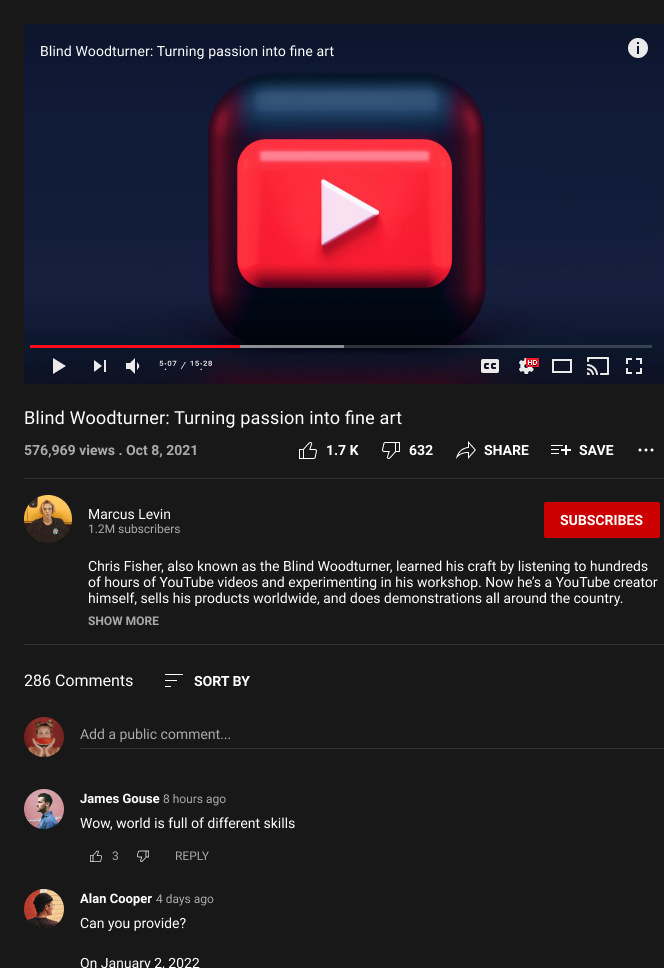 Blind Woodturner: Turning passion into fine art
i
5:07 / 15:28
CC
HD
Blind Woodturner: Turning passion into fine art
576,969 views . Oct 8, 2021
1.7 K
632
SHARE
SAVE
Marcus Levin
1.2M subscribers
SUBSCRIBES
Chris Fisher, also known as the Blind Woodturner, learned his craft by listening to hundreds
of hours of YouTube videos and experimenting in his workshop. Now he’s a YouTube creator
himself, sells his products worldwide, and does demonstrations all around the country.
SHOW MORE
286 Comments
SORT BY
Add a public comment...
James Gouse 8 hours ago
Wow, world is full of different skills
3
REPLY
Alan Cooper 4 days ago
Can you provide?
On January 2, 2022